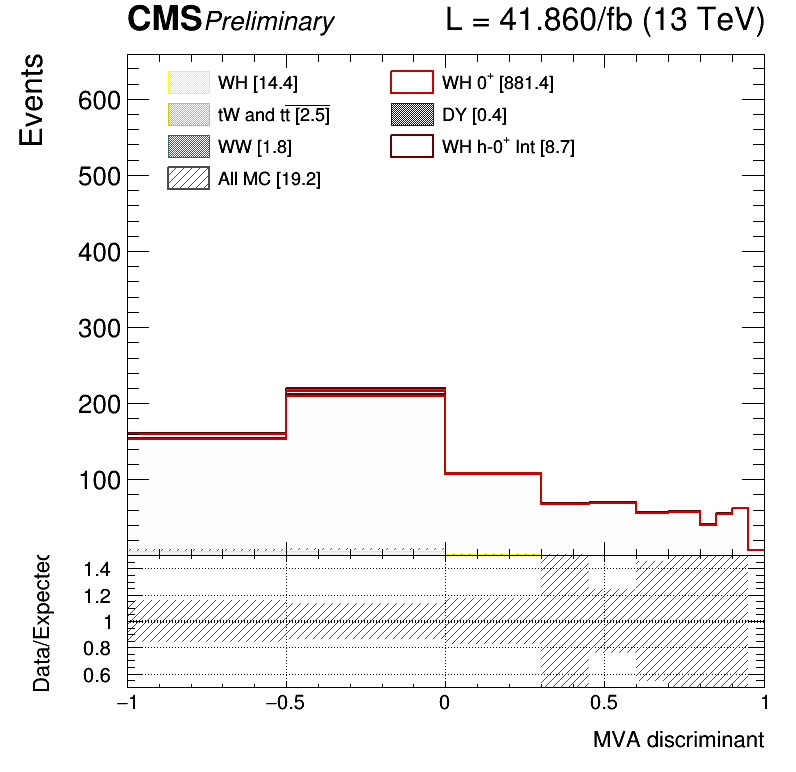 CMS Preliminary L = 41.860/fb (13 TeV)
Events
WH [14.4]
WH 0⁺ [881.4]
tW and tt̅ [2.5]
DY [0.4]
WW [1.8]
WH h-0⁺ Int [8.7]
All MC [19.2]
600
500
400
300
200
100
Data/Expected
1.4
1.2
1
0.8
0.6
−1 −0.5 0 0.5 1
MVA discriminant